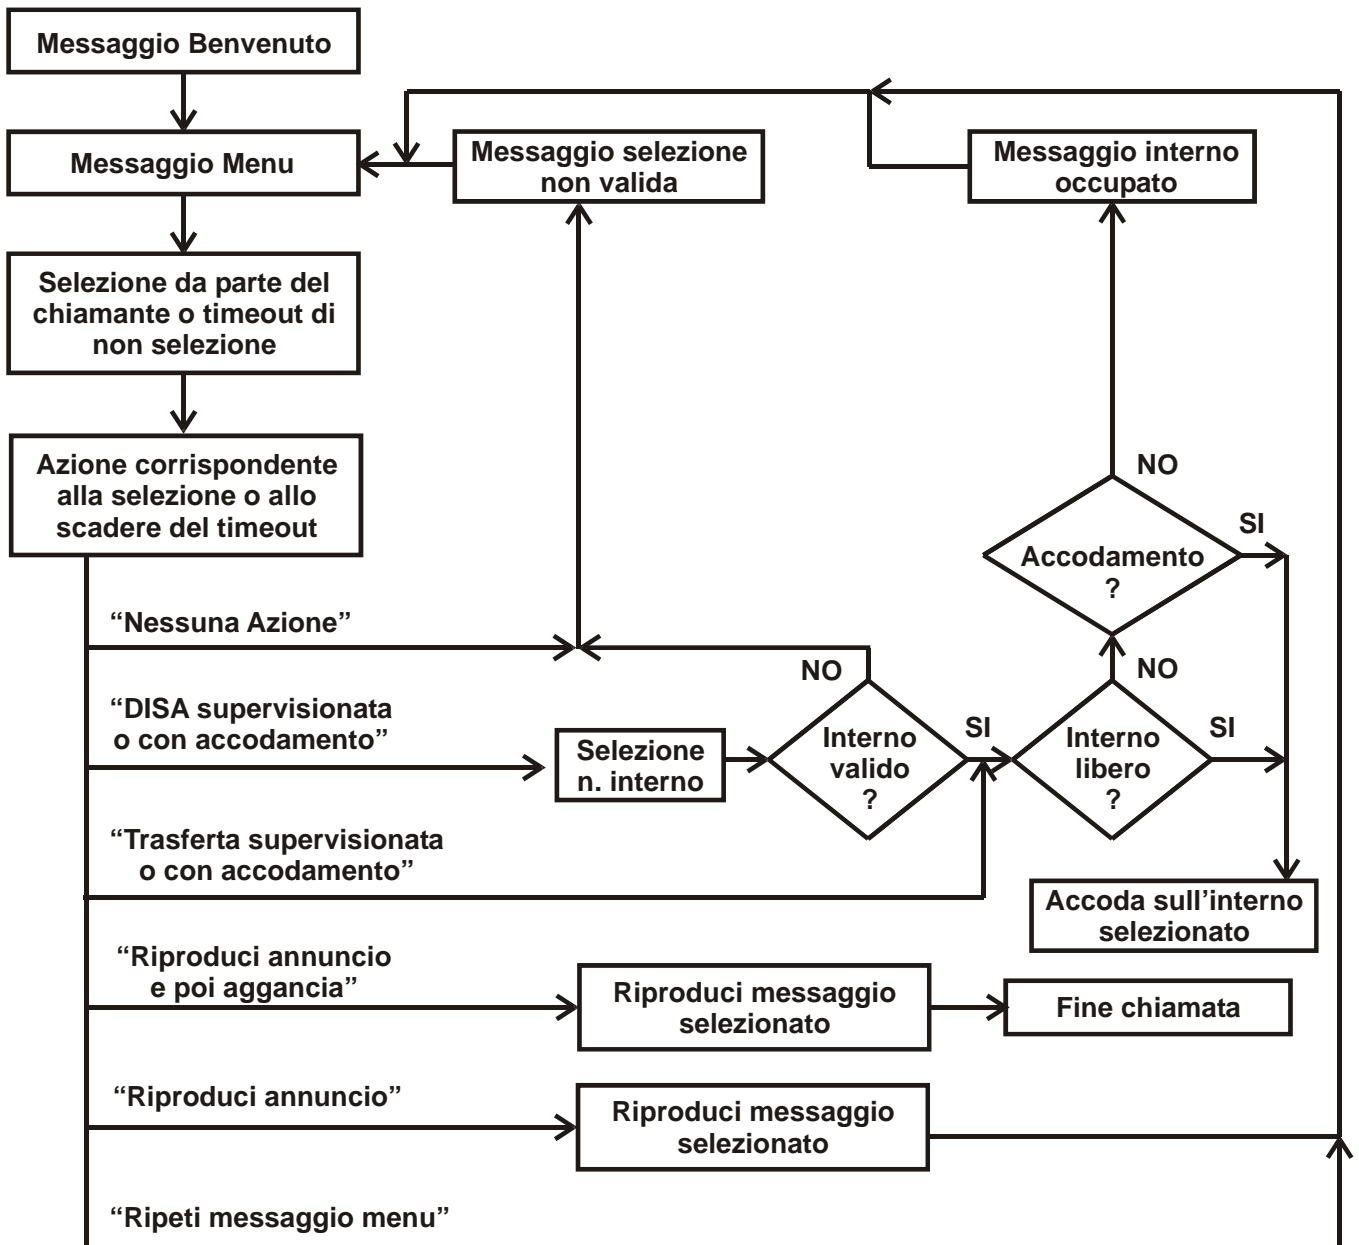 Messaggio Benvenuto
Messaggio Menu
Messaggio selezione
non valida
Messaggio interno
occupato
Selezione da parte del
chiamante o timeout di
non selezione
Azione corrispondente
alla selezione o allo
scadere del timeout
NO
SI
Accodamento
?
“Nessuna Azione”
NO
NO
“DISA supervisionata
o con accodamento”
Selezione
n. interno
Interno
valido
?
SI
Interno
libero
?
SI
“Trasferta supervisionata
o con accodamento”
Accoda sull’interno
selezionato
“Riproduci annuncio
e poi aggancia”
Riproduci messaggio
selezionato
Fine chiamata
“Riproduci annuncio”
Riproduci messaggio
selezionato
“Ripeti messaggio menu”